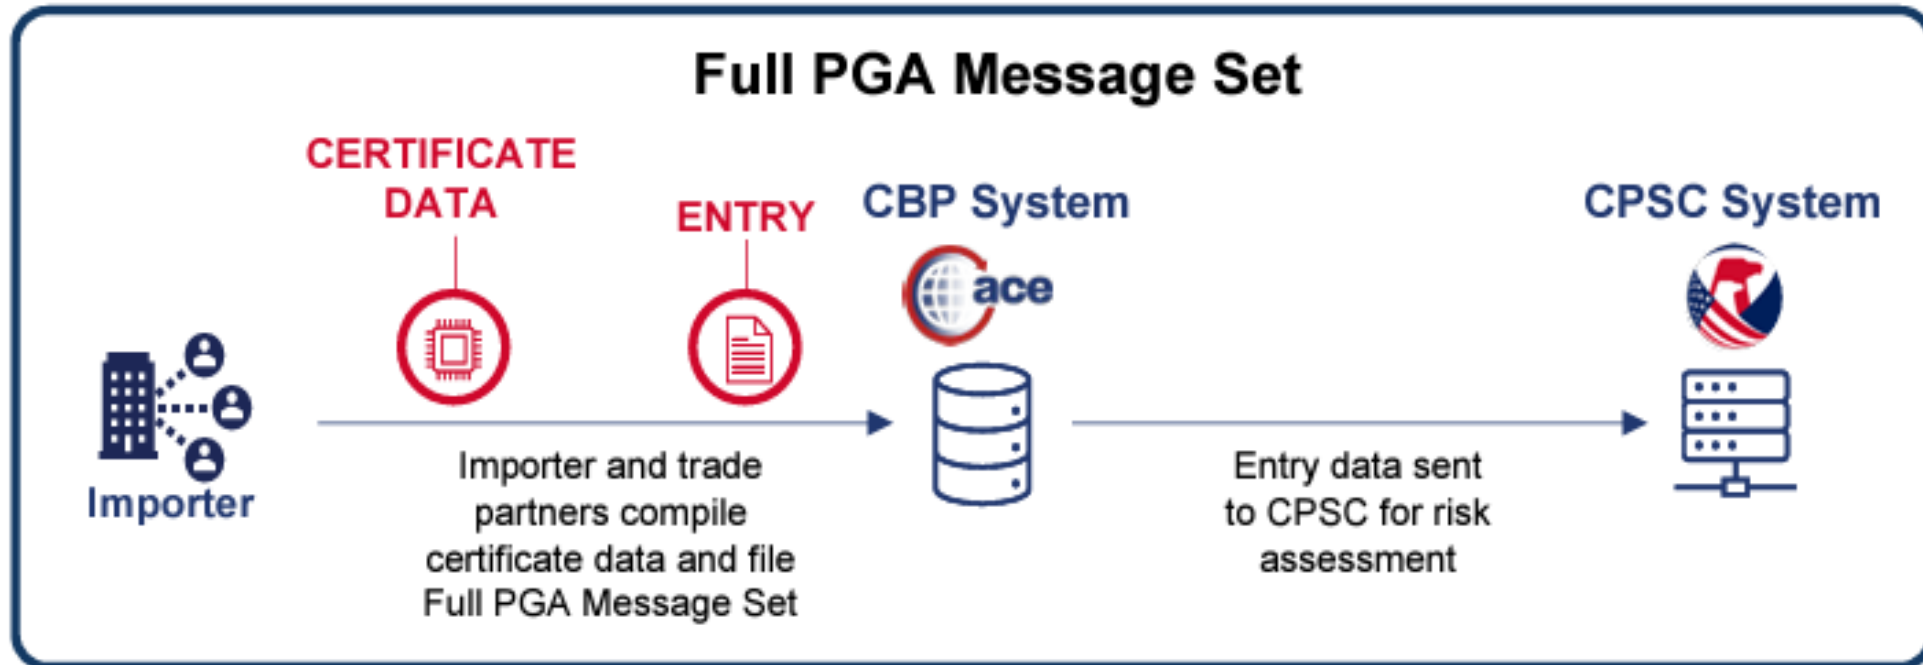 Full PGA Message Set
CERTIFICATE
DATA
ENTRY
CBP System
CPSC System
ace
Importer
Importer and trade
partners compile
certificate data and file
Full PGA Message Set
Entry data sent
to CPSC for risk
assessment